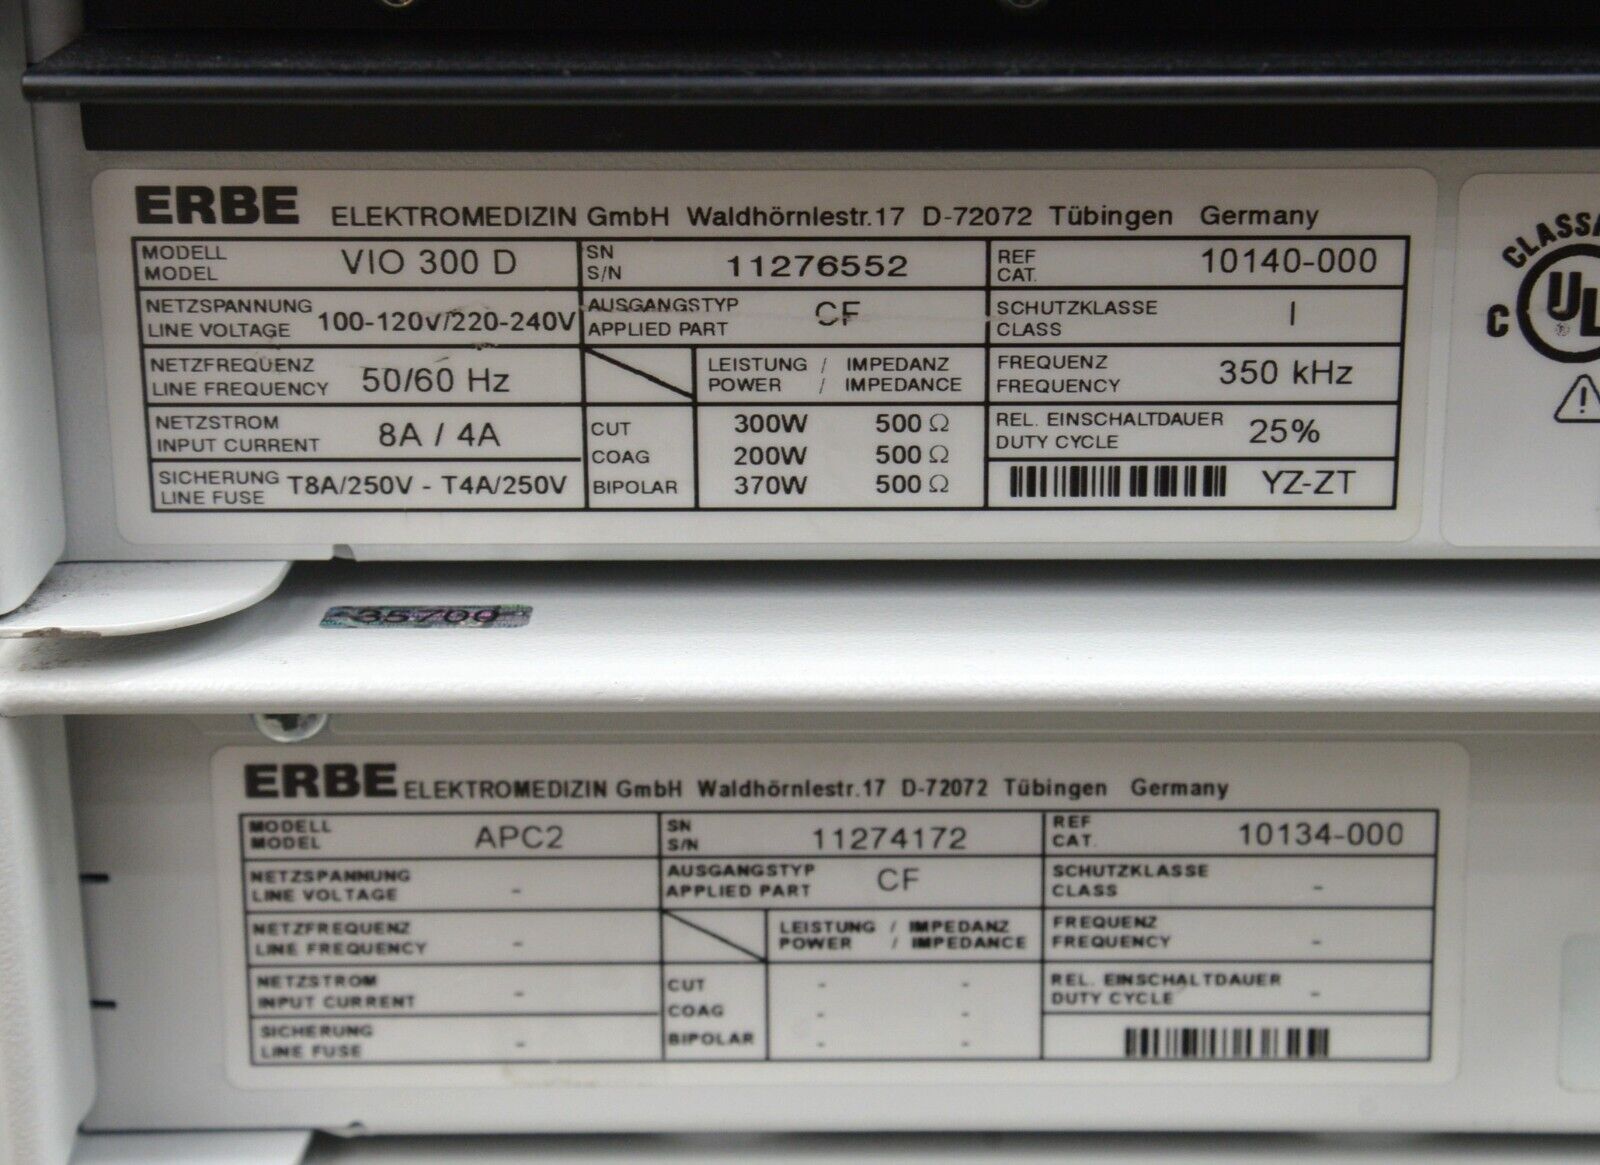 ERBE ELEKTROMEDIZIN GmbH Waldhörnlestr.17 D-72072 Tübingen Germany
MODELL
MODEL
VIO 300 D
SN
S/N
11276552
REF
CAT.
10140-000
NETZSPANNUNG
LINE VOLTAGE
100-120V/220-240V
AUSGANGSTYP
APPLIED PART
CF
SCHUTZKLASSE
CLASS
I
NETZFREQUENZ
LINE FREQUENCY
50/60 Hz
LEISTUNG / IMPEDANZ
POWER / IMPEDANCE
FREQUENZ
FREQUENCY
350 kHz
NETZSTROM
INPUT CURRENT
8A / 4A
CUT 300W 500 Ω
COAG 200W 500 Ω
BIPOLAR 370W 500 Ω
REL. EINSCHALTDAUER
DUTY CYCLE
25%
SICHERUNG
LINE FUSE
T8A/250V - T4A/250V
YZ-ZT
C UL
35700
ERBE ELEKTROMEDIZIN GmbH Waldhörnlestr.17 D-72072 Tübingen Germany
MODELL
MODEL
APC2
SN
S/N
11274172
REF
CAT.
10134-000
NETZSPANNUNG
LINE VOLTAGE
-
AUSGANGSTYP
APPLIED PART
CF
SCHUTZKLASSE
CLASS
-
NETZFREQUENZ
LINE FREQUENCY
-
LEISTUNG / IMPEDANZ
POWER / IMPEDANCE
FREQUENZ
FREQUENCY
-
NETZSTROM
INPUT CURRENT
-
CUT - -
COAG - -
BIPOLAR - -
REL. EINSCHALTDAUER
DUTY CYCLE
-
SICHERUNG
LINE FUSE
-